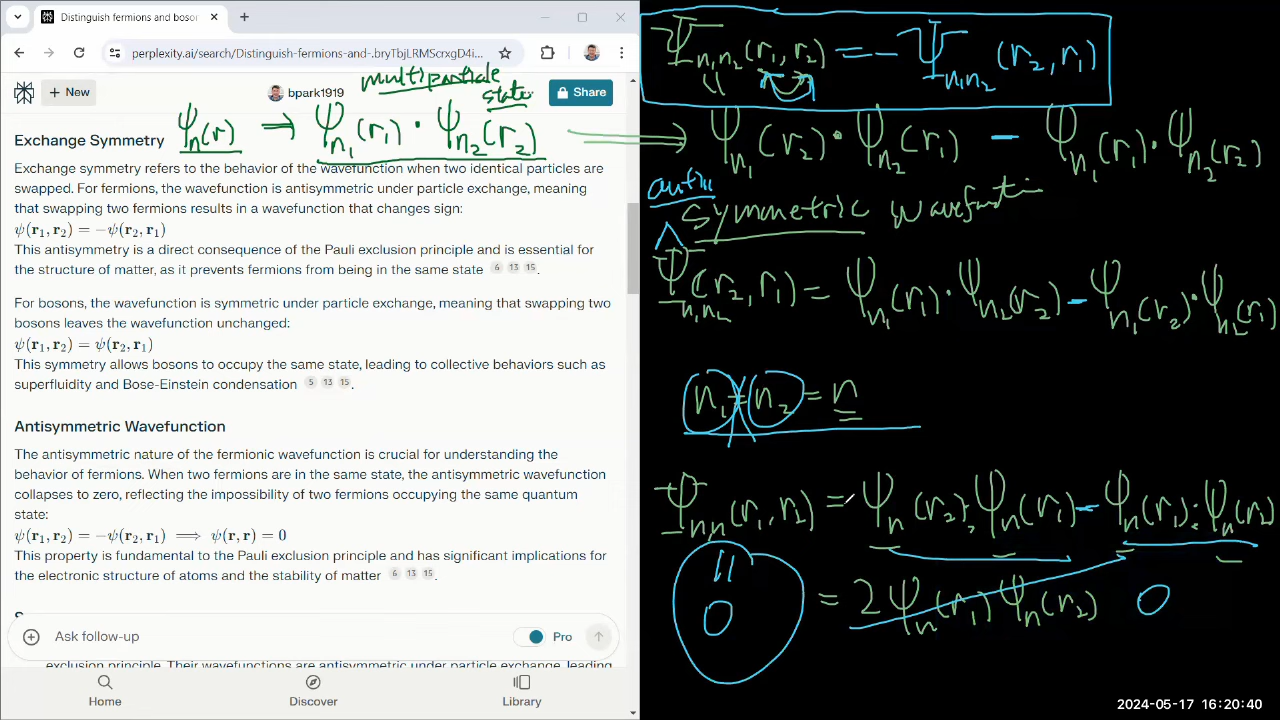 Distinguish fermions and boson
perplexity.ai/search/Distinguish-fermions-and-.bryTbjLRMScrxgD4i...
New
bpark1919
Share
multiparticle
state
ψn(r) ⇒ ψn₁(r₁) · ψn₂(r₂)
Exchange Symmetry
Exchange symmetry refers to the behavior of the wavefunction when two identical particles are
swapped. For fermions, the wavefunction is antisymmetric under particle exchange, meaning
that swapping two fermions results in a wavefunction that changes sign:
ψ(r₁, r₂) = −ψ(r₂, r₁)
This antisymmetry is a direct consequence of the Pauli exclusion principle and is essential for
the structure of matter, as it prevents fermions from being in the same state 6 13 15 .
For bosons, the wavefunction is symmetric under particle exchange, meaning that swapping two
bosons leaves the wavefunction unchanged:
ψ(r₁, r₂) = ψ(r₂, r₁)
This symmetry allows bosons to occupy the same state, leading to collective behaviors such as
superfluidity and Bose-Einstein condensation 5 13 15 .
Antisymmetric Wavefunction
The antisymmetric nature of the fermionic wavefunction is crucial for understanding the
behavior of fermions. When two fermions are in the same state, the antisymmetric wavefunction
collapses to zero, reflecting the impossibility of two fermions occupying the same quantum
state:
ψ(r₁, r₂) = −ψ(r₂, r₁) ⟹ ψ(r, r) = 0
This property is fundamental to the Pauli exclusion principle and has significant implications for
the electronic structure of atoms and the stability of matter 6 13 15 .
Ask follow-up
Pro
exclusion principle. Their wavefunctions are antisymmetric under particle exchange, leading
Home
Discover
Library
Ψn₁n₂(r₁, r₂) = − Ψn₁n₂(r₂, r₁)
⇒ ψn₁(r₂) · ψn₂(r₁) − ψn₁(r₁) · ψn₂(r₂)
anti
Symmetric wavefunction
Ψn₁n₂(r₂, r₁) = ψn₁(r₁) · ψn₂(r₂) − ψn₁(r₂) · ψn₂(r₁)
n₁ = n₂ = n
Ψnn(r₁, r₂) = ψn(r₂) · ψn(r₁) − ψn(r₁) · ψn(r₂)
= 2ψn(r₁) ψn(r₂) 0
0
2024-05-17 16:20:40